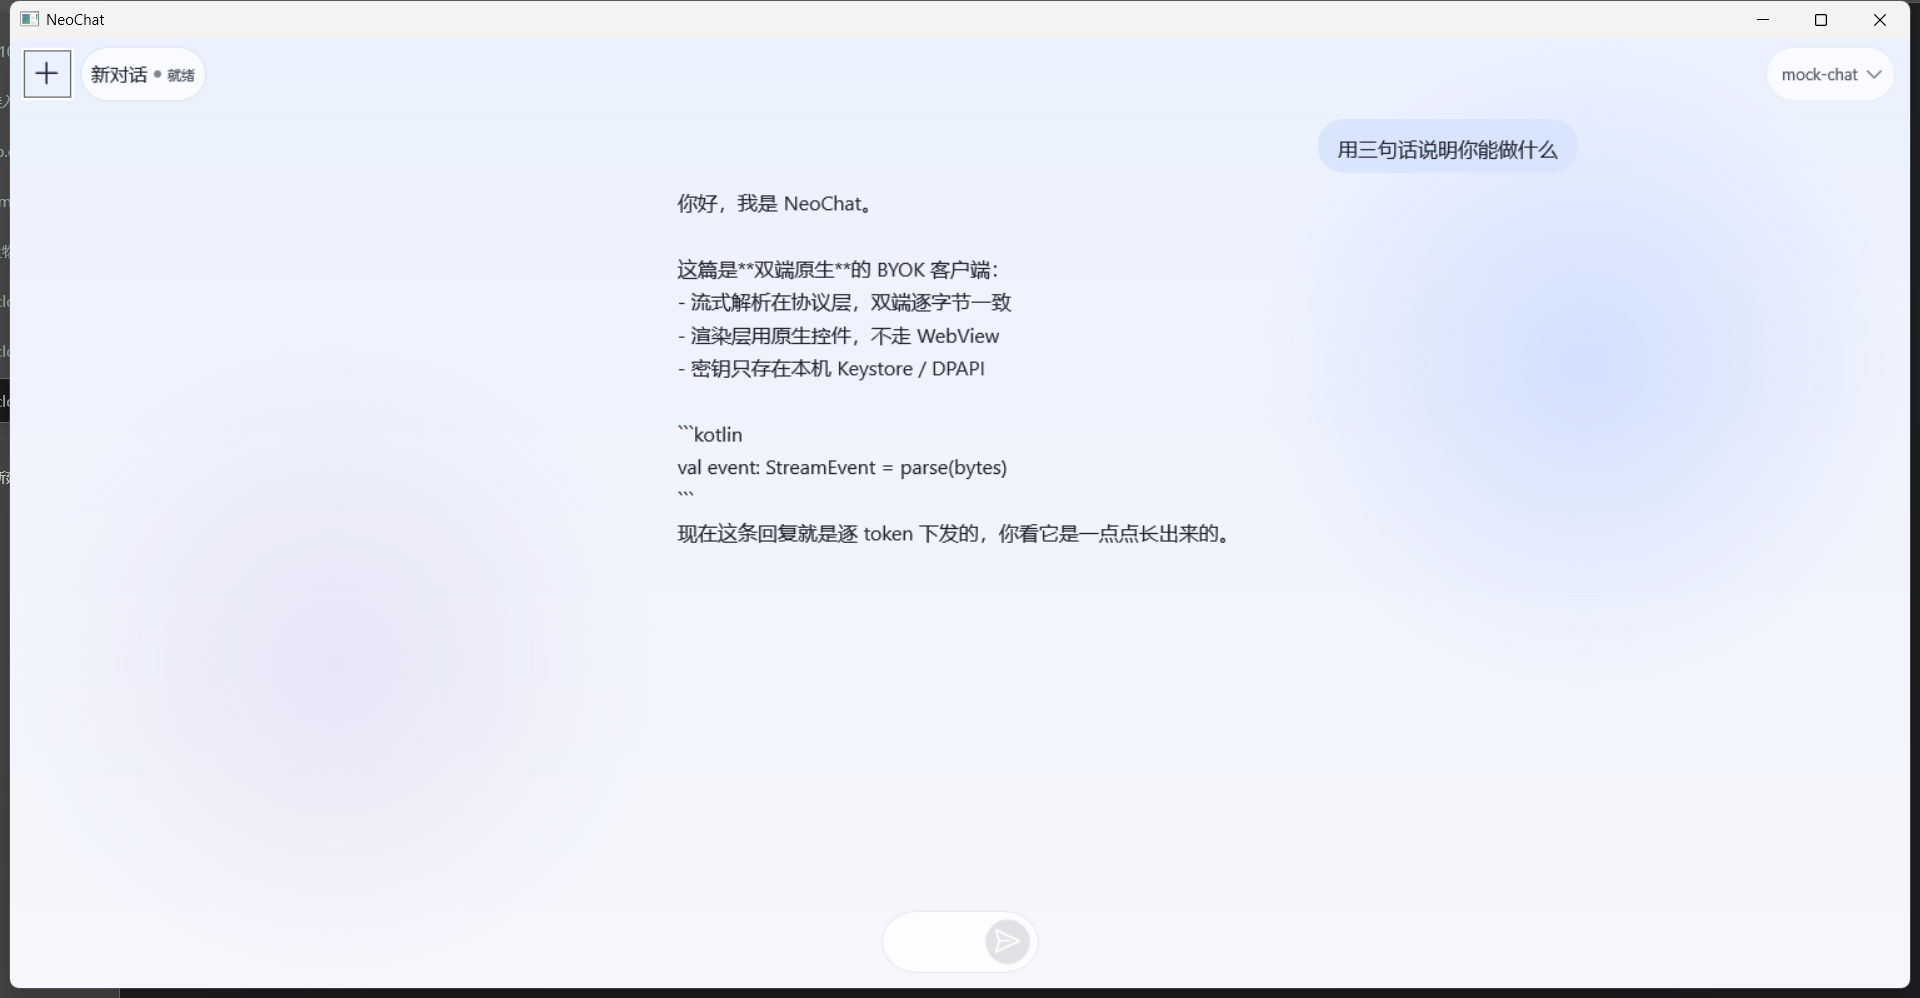 NeoChat
新对话 • 就绪
mock-chat
用三句话说明你能做什么
你好，我是 NeoChat。
这篇是**双端原生**的 BYOK 客户端：
- 流式解析在协议层，双端逐字节一致
- 渲染层用原生控件，不走 WebView
- 密钥只存在本机 Keystore / DPAPI
```kotlin
val event: StreamEvent = parse(bytes)
```
现在这条回复就是逐 token 下发的，你看它是一点点长出来的。